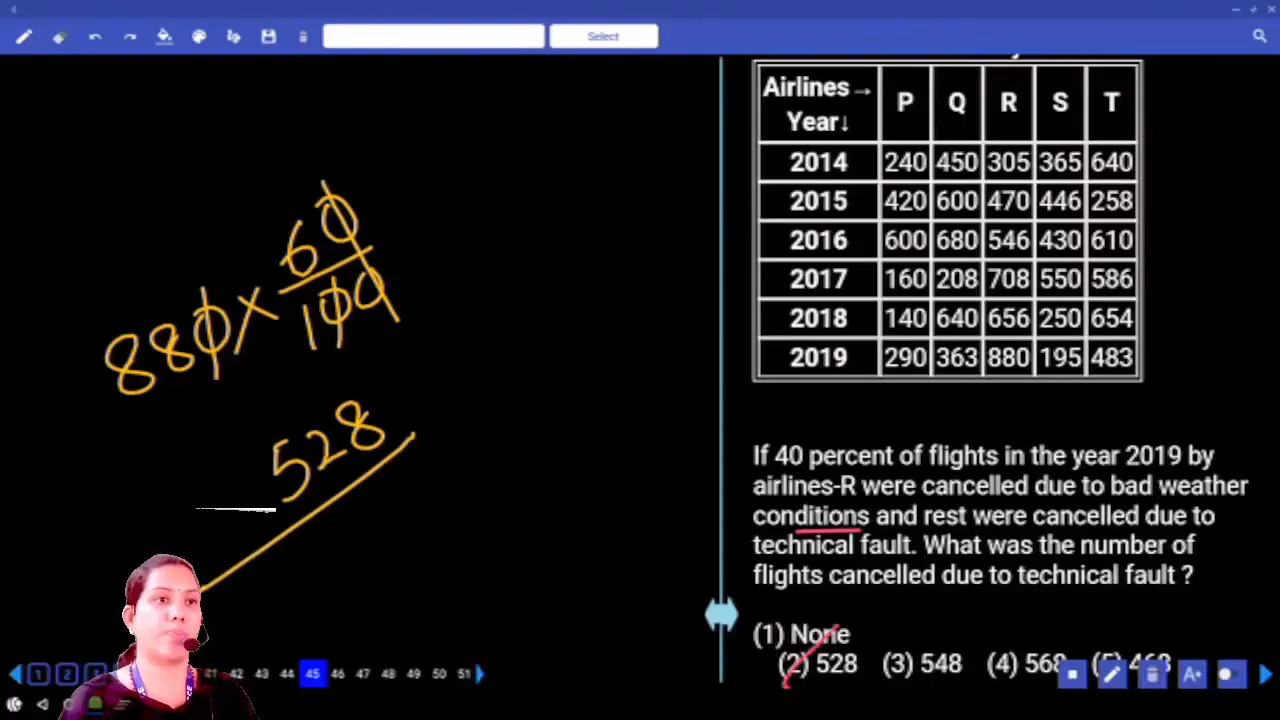 Select
Airlines→ P Q R S T
Year↓
2014 240 450 305 365 640
2015 420 600 470 446 258
2016 600 680 546 430 610
2017 160 208 708 550 586
2018 140 640 656 250 654
2019 290 363 880 195 483
880 × 60/100
528
If 40 percent of flights in the year 2019 by
airlines-R were cancelled due to bad weather
conditions and rest were cancelled due to
technical fault. What was the number of
flights cancelled due to technical fault ?
(1) None
(2) 528 (3) 548 (4) 568 (5) 468
1 2 42 43 44 45 46 47 48 49 50 51
A+